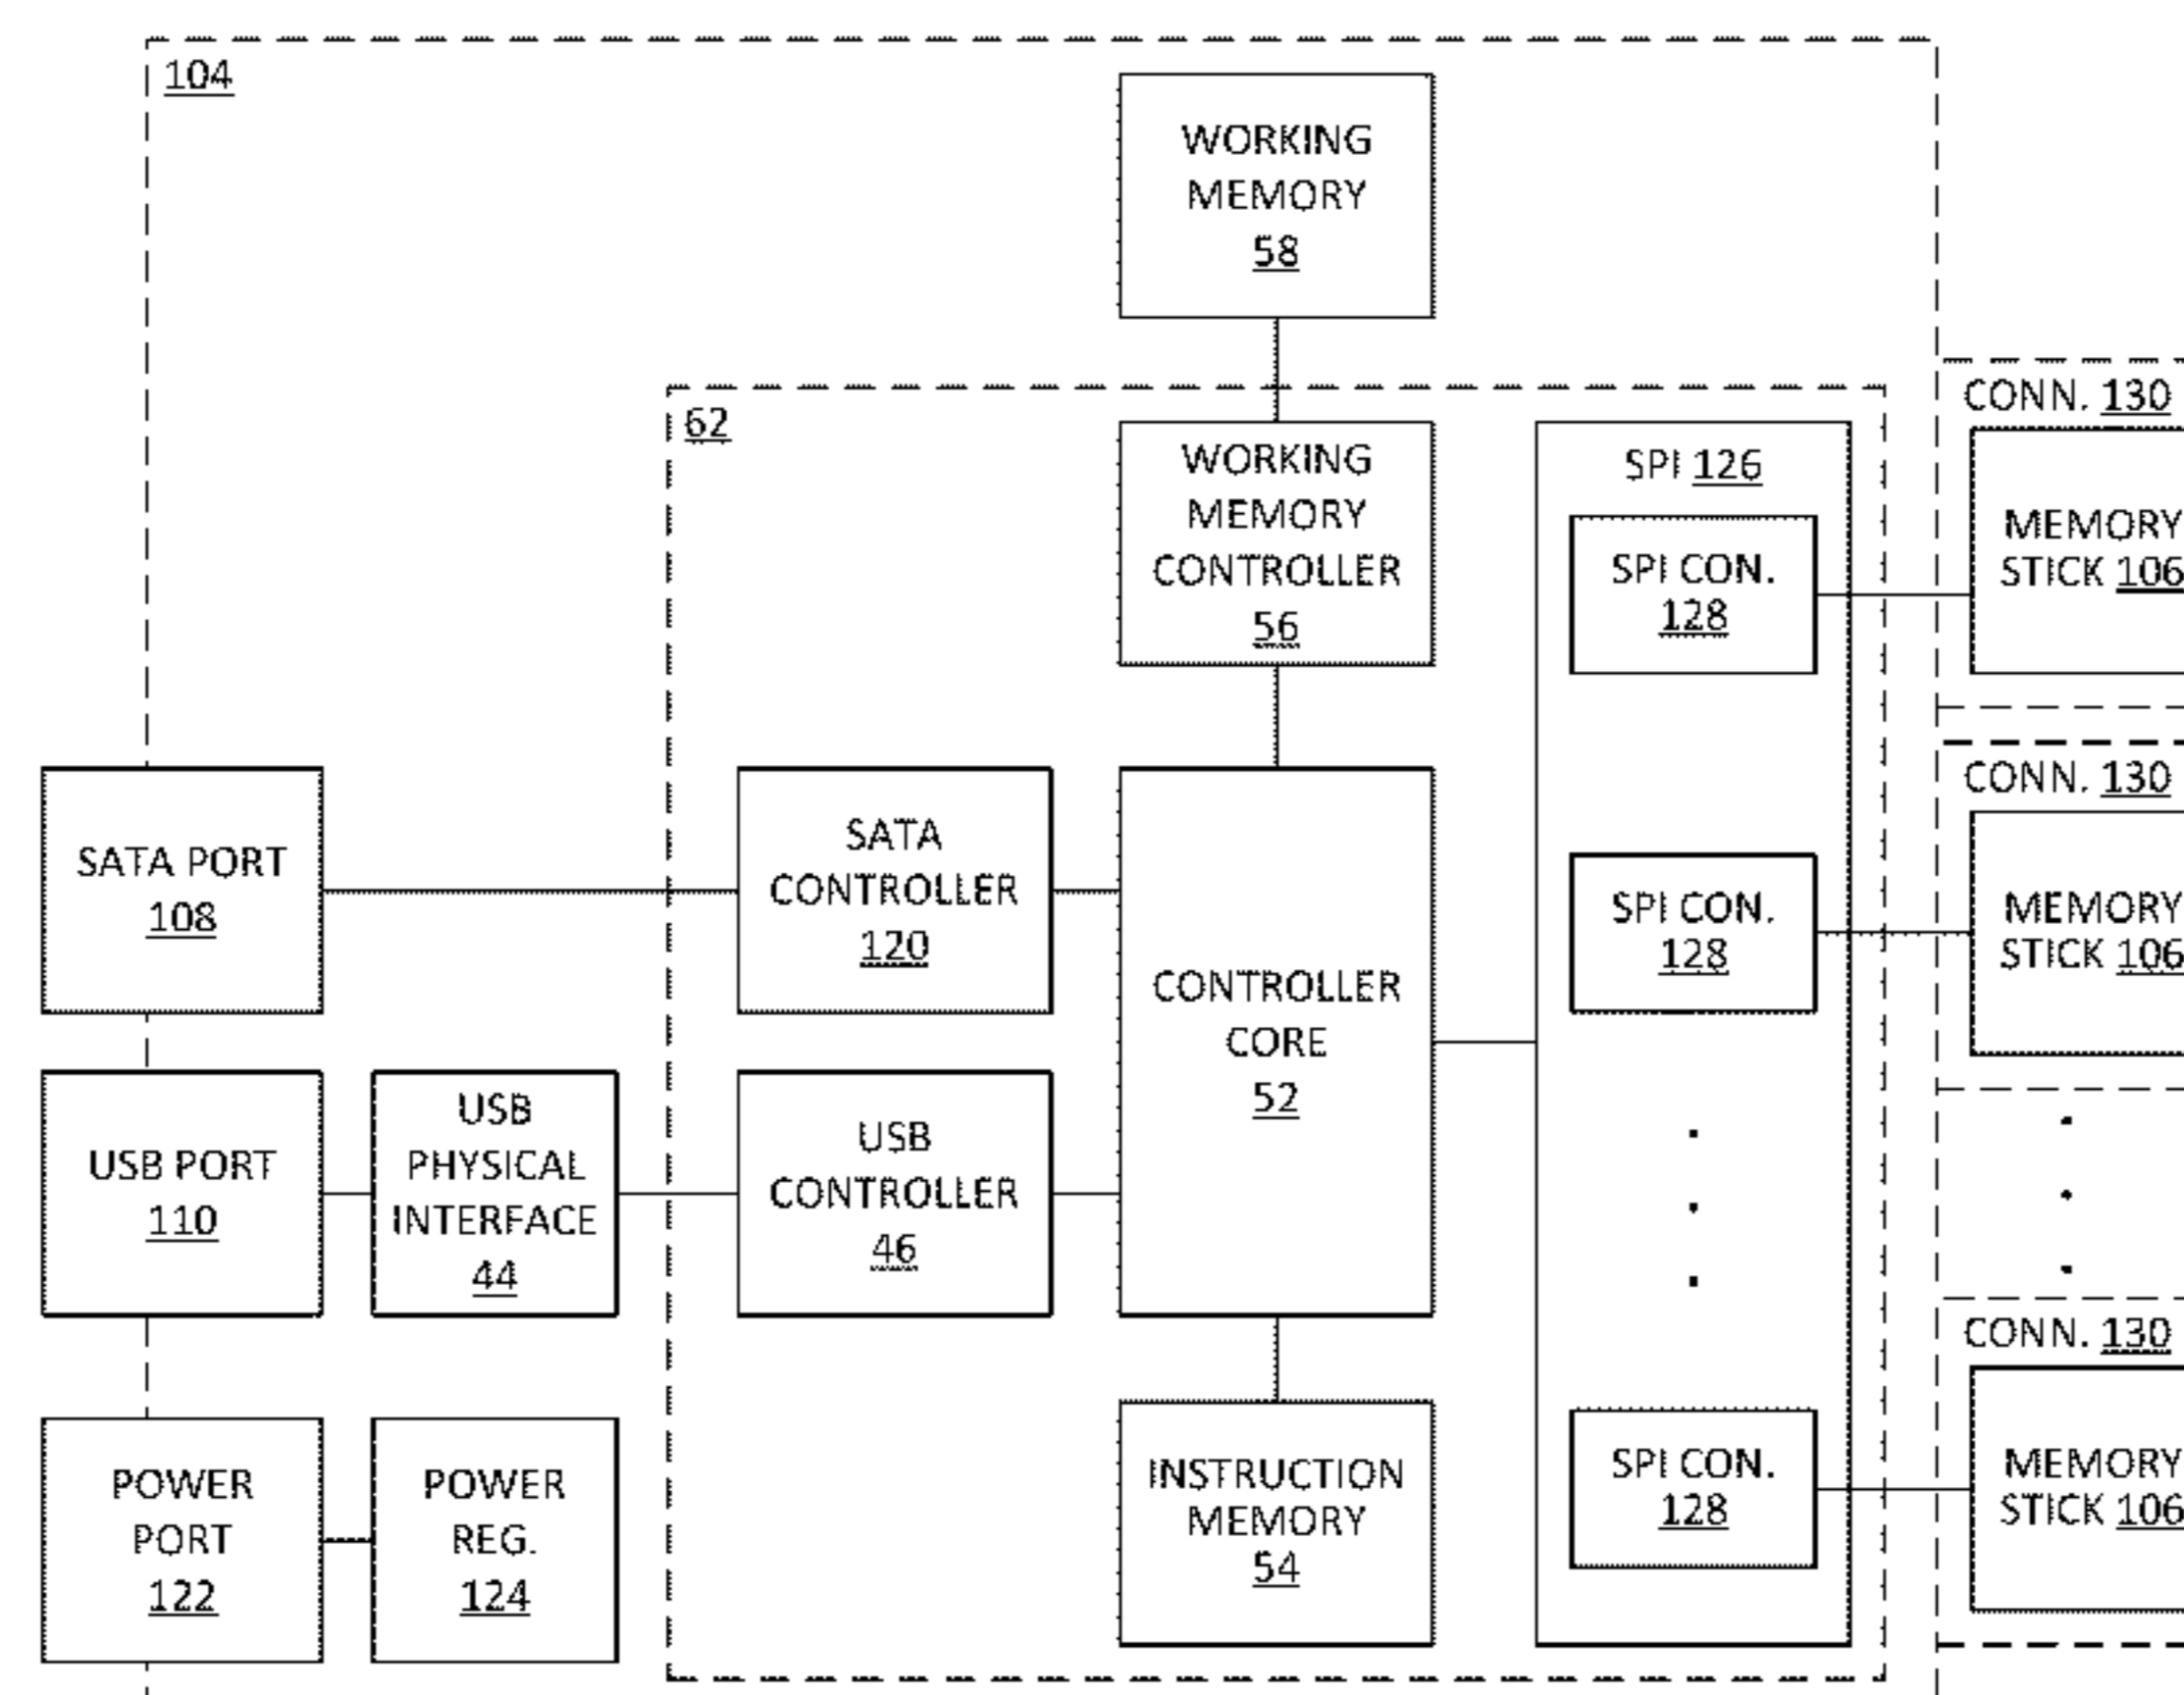 104
WORKING
MEMORY
58
62
WORKING
MEMORY
CONTROLLER
56
SPI 126
SPI CON.
128
CONN. 130
MEMORY
STICK 106
SATA PORT
108
SATA
CONTROLLER
120
CONTROLLER
CORE
52
SPI CON.
128
CONN. 130
MEMORY
STICK 106
USB PORT
110
USB
PHYSICAL
INTERFACE
44
USB
CONTROLLER
46
POWER
PORT
122
POWER
REG.
124
INSTRUCTION
MEMORY
54
SPI CON.
128
CONN. 130
MEMORY
STICK 106